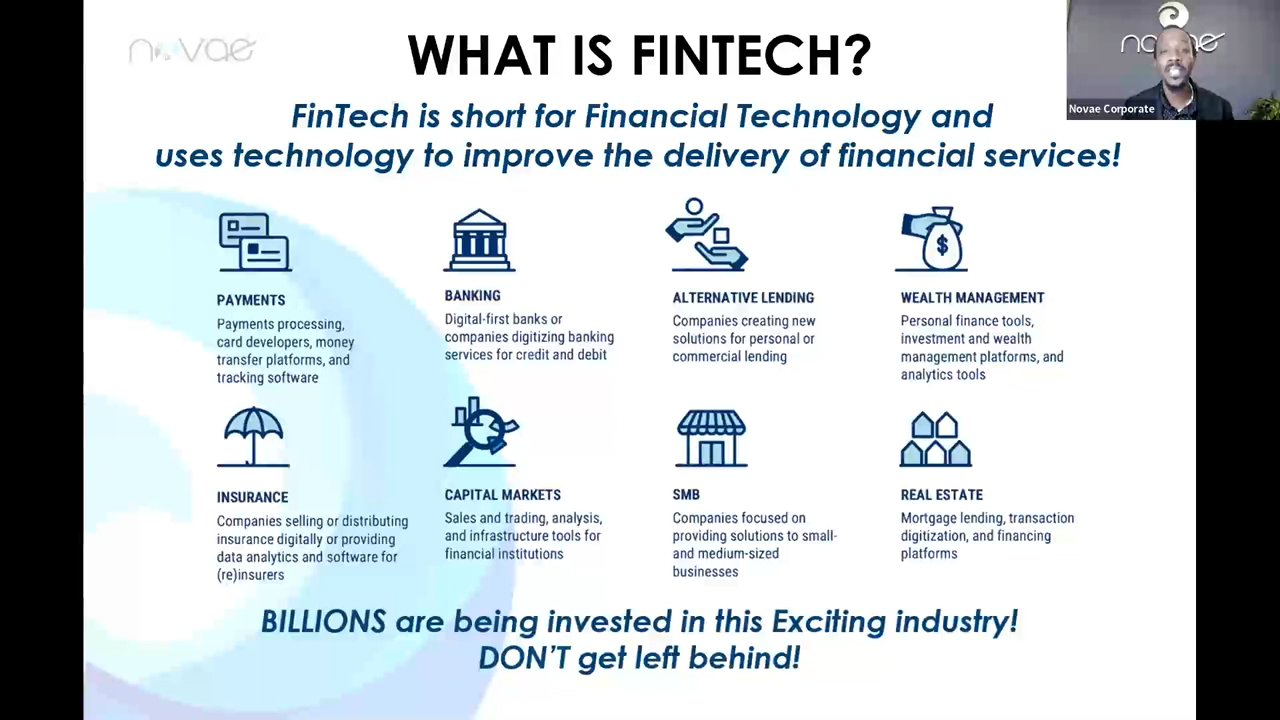 novae
WHAT IS FINTECH?
novae
Novae Corporate
FinTech is short for Financial Technology and
uses technology to improve the delivery of financial services!
$
PAYMENTS
Payments processing,
card developers, money
transfer platforms, and
tracking software
BANKING
Digital-first banks or
companies digitizing banking
services for credit and debit
ALTERNATIVE LENDING
Companies creating new
solutions for personal or
commercial lending
WEALTH MANAGEMENT
Personal finance tools,
investment and wealth
management platforms, and
analytics tools
INSURANCE
Companies selling or distributing
insurance digitally or providing
data analytics and software for
(re)insurers
CAPITAL MARKETS
Sales and trading, analysis,
and infrastructure tools for
financial institutions
SMB
Companies focused on
providing solutions to small-
and medium-sized
businesses
REAL ESTATE
Mortgage lending, transaction
digitization, and financing
platforms
BILLIONS are being invested in this Exciting industry!
DON'T get left behind!